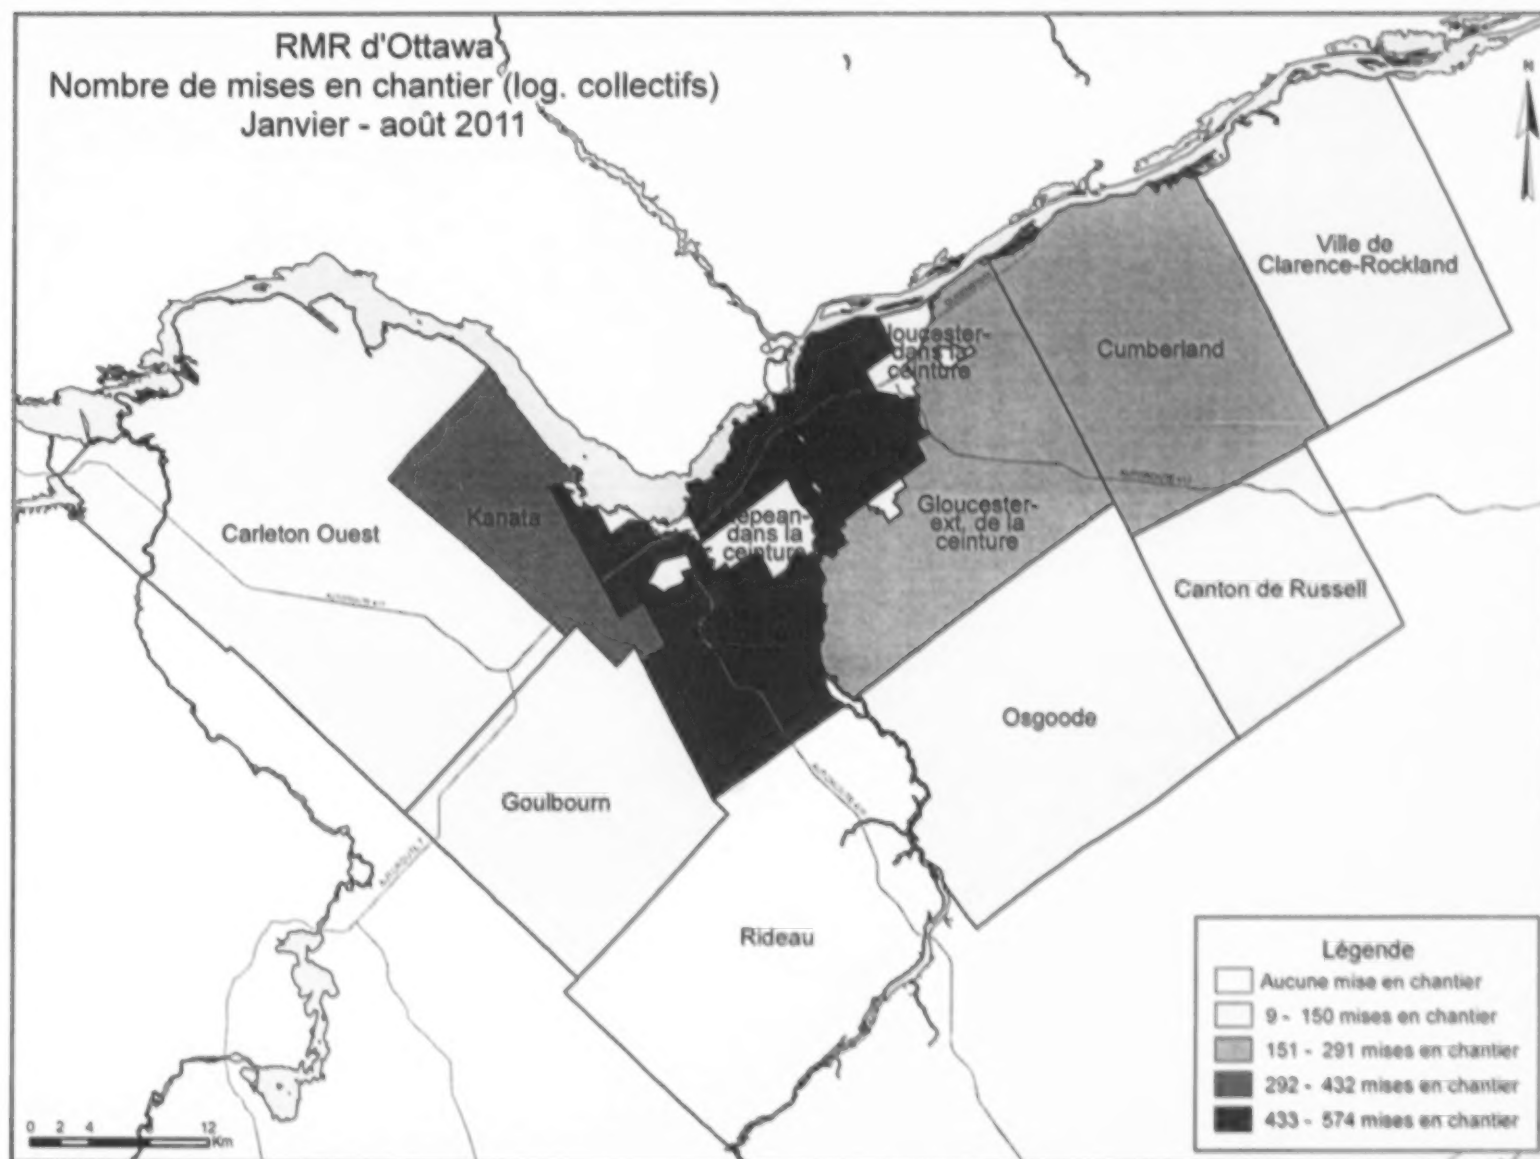 RMR d'Ottawa
Nombre de mises en chantier (log. collectifs)
Janvier - août 2011
N
Ville de
Clarence-Rockland
Cumberland
loucester-
dans la
ceinture
Kanata
Carleton Ouest
epean-
dans la
ceinture
Gloucester-
ext. de la
ceinture
Canton de Russell
Osgoode
Goulbourn
Rideau
Légende
Aucune mise en chantier
9 - 150 mises en chantier
151 - 291 mises en chantier
292 - 432 mises en chantier
433 - 574 mises en chantier
0 2 4 8 12
Km